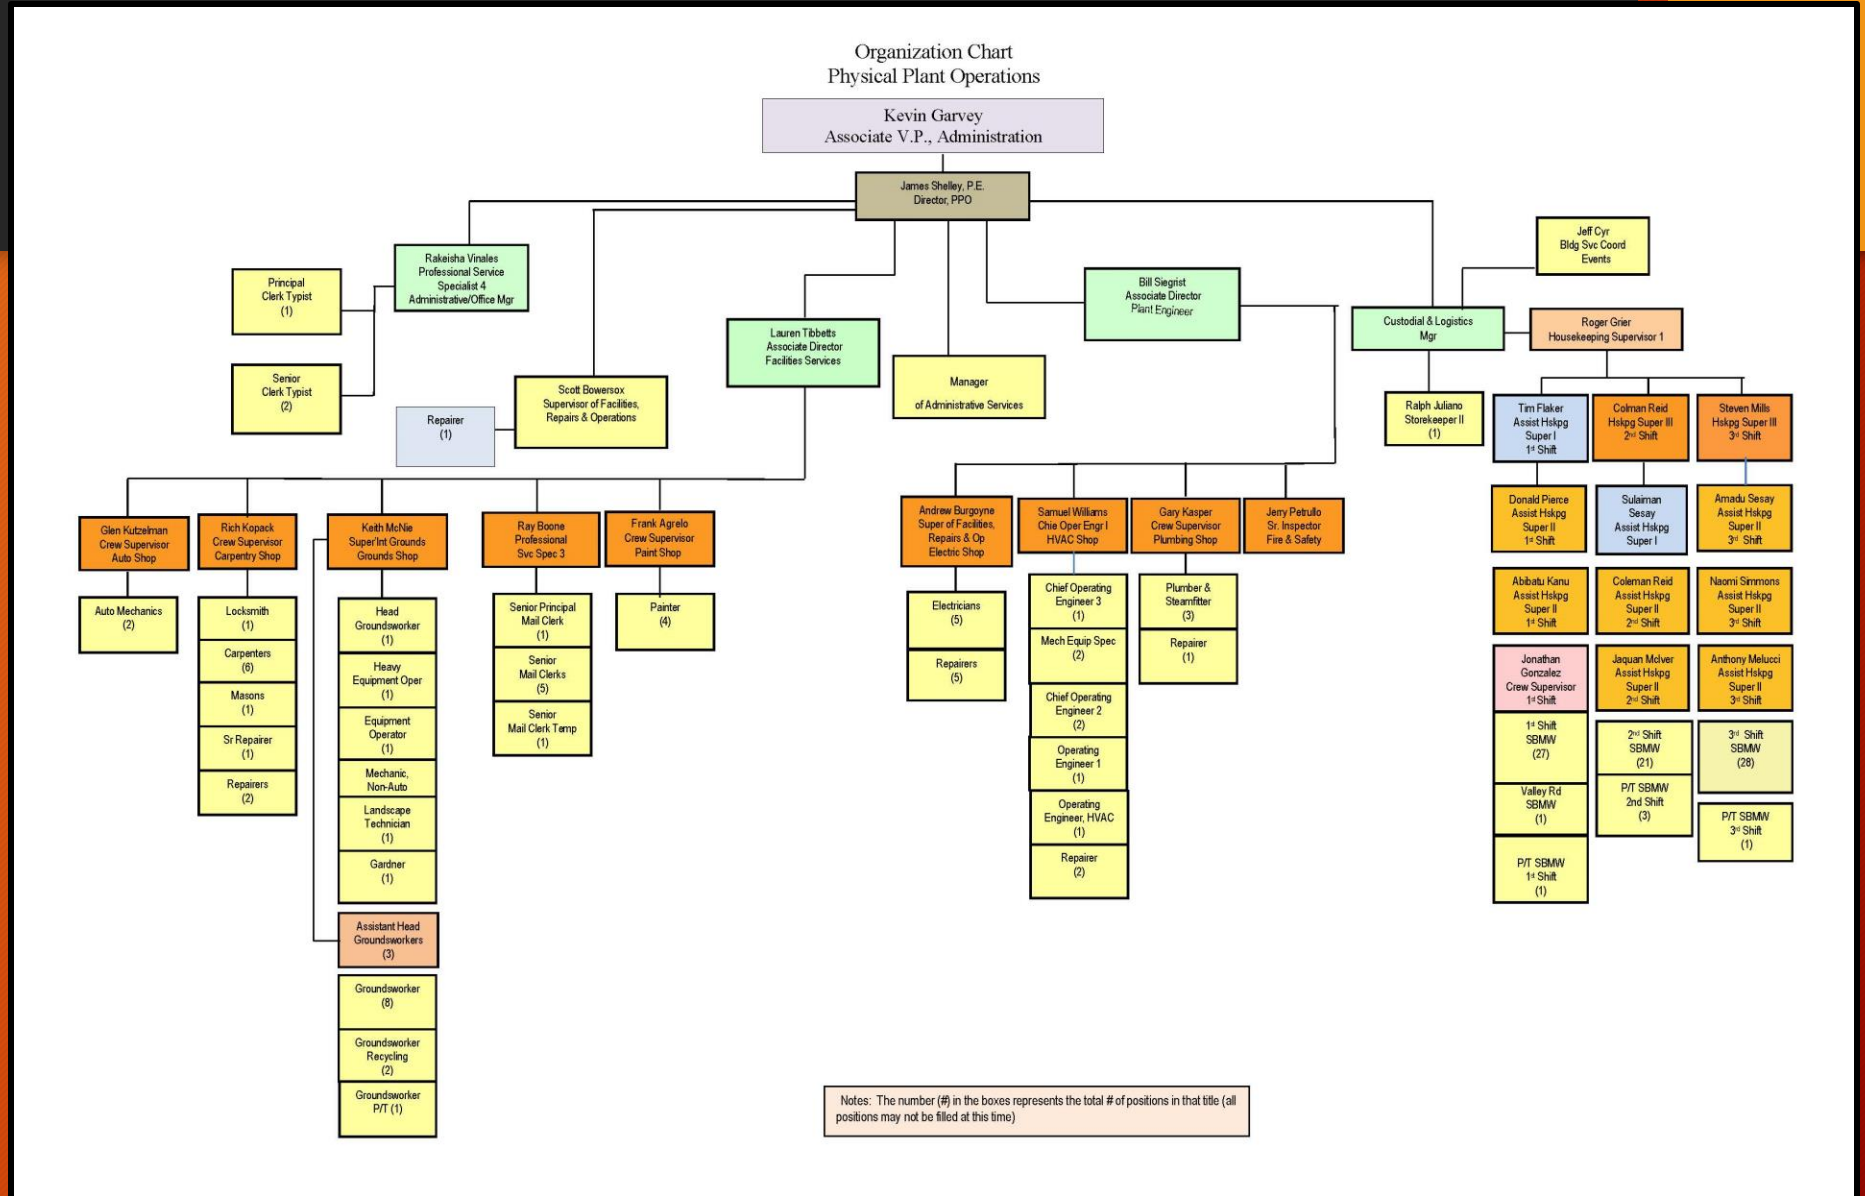 Organization Chart
Physical Plant Operations
Kevin Garvey
Associate V.P., Administration
James Shelley, P.E.
Director, PPO
Rakeisha Vinales
Professional Service
Specialist 4
Administrative/Office Mgr
Principal
Clerk Typist
(1)
Senior
Clerk Typist
(2)
Repairer
(1)
Scott Bowersox
Supervisor of Facilities,
Repairs & Operations
Lauren Tibbetts
Associate Director
Facilities Services
Manager
of Administrative Services
Bill Siegrist
Associate Director
Plant Engineer
Jeff Cyr
Bldg Svc Coord
Events
Custodial & Logistics
Mgr
Roger Grier
Housekeeping Supervisor 1
Ralph Juliano
Storekeeper II
(1)
Tim Flaker
Assist Hskpg
Super I
1st Shift
Colman Reid
Hskpg Super III
2nd Shift
Steven Mills
Hskpg Super III
3rd Shift
Glen Kutzelman
Crew Supervisor
Auto Shop
Auto Mechanics
(2)
Rich Kopack
Crew Supervisor
Carpentry Shop
Locksmith
(1)
Carpenters
(6)
Masons
(1)
Sr Repairer
(1)
Repairers
(2)
Keith McNie
Super'Int Grounds
Grounds Shop
Head
Groundsworker
(1)
Heavy
Equipment Oper
(1)
Equipment
Operator
(1)
Mechanic,
Non-Auto
Landscape
Technician
(1)
Gardner
(1)
Assistant Head
Groundsworkers
(3)
Groundsworker
(8)
Groundsworker
Recycling
(2)
Groundsworker
P/T (1)
Ray Boone
Professional
Svc Spec 3
Senior Principal
Mail Clerk
(1)
Senior
Mail Clerks
(5)
Senior
Mail Clerk Temp
(1)
Frank Agrelo
Crew Supervisor
Paint Shop
Painter
(4)
Andrew Burgoyne
Super of Facilities,
Repairs & Op
Electric Shop
Electricians
(5)
Repairers
(5)
Samuel Williams
Chie Oper Engr I
HVAC Shop
Chief Operating
Engineer 3
(1)
Mech Equip Spec
(2)
Chief Operating
Engineer 2
(2)
Operating
Engineer 1
(1)
Operating
Engineer, HVAC
(1)
Repairer
(2)
Gary Kasper
Crew Supervisor
Plumbing Shop
Plumber &
Steamfitter
(3)
Repairer
(1)
Jerry Petrullo
Sr. Inspector
Fire & Safety
Donald Pierce
Assist Hskpg
Super II
1st Shift
Abibatu Kanu
Assist Hskpg
Super II
1st Shift
Jonathan
Gonzalez
Crew Supervisor
1st Shift
1st Shift
SBMW
(27)
Valley Rd
SBMW
(1)
P/T SBMW
1st Shift
(1)
Sulaiman
Sesay
Assist Hskpg
Super I
Coleman Reid
Assist Hskpg
Super II
2nd Shift
Jaquan McIver
Assist Hskpg
Super II
2nd Shift
2nd Shift
SBMW
(21)
P/T SBMW
2nd Shift
(3)
Amadu Sesay
Assist Hskpg
Super II
3rd Shift
Naomi Simmons
Assist Hskpg
Super II
3rd Shift
Anthony Melucci
Assist Hskpg
Super II
3rd Shift
3rd Shift
SBMW
(28)
P/T SBMW
3rd Shift
(1)
Notes: The number (#) in the boxes represents the total # of positions in that title (all
positions may not be filled at this time)